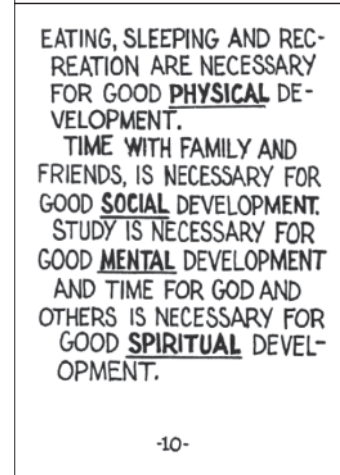 EATING, SLEEPING AND REC-
REATION ARE NECESSARY
FOR GOOD PHYSICAL DE-
VELOPMENT.
TIME WITH FAMILY AND
FRIENDS, IS NECESSARY FOR
GOOD SOCIAL DEVELOPMENT.
STUDY IS NECESSARY FOR
GOOD MENTAL DEVELOPMENT
AND TIME FOR GOD AND
OTHERS IS NECESSARY FOR
GOOD SPIRITUAL DEVEL-
OPMENT.
-10-